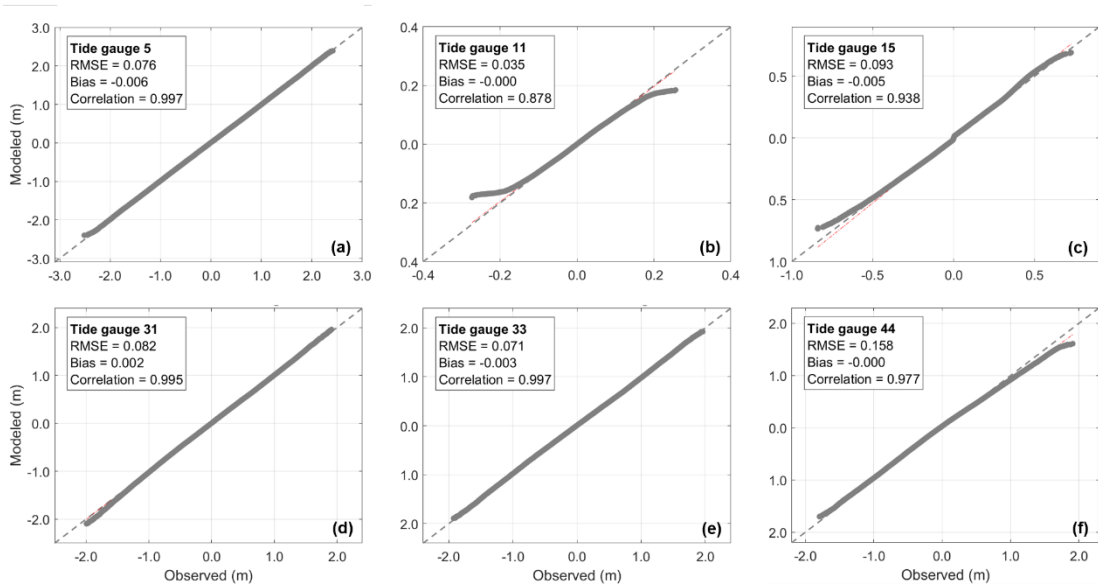 3.0
2.0
1.0
0.0
-1.0
-2.0
-3.0
Modeled (m)
Tide gauge 5
RMSE = 0.076
Bias = -0.006
Correlation = 0.997
(a)
-3.0 -2.0 -1.0 0.0 1.0 2.0 3.0
0.4
0.2
0.0
0.2
0.4
Tide gauge 11
RMSE = 0.035
Bias = -0.000
Correlation = 0.878
(b)
-0.4 -0.2 0.0 0.2 0.4
0.5
0.0
0.5
1.0
Tide gauge 15
RMSE = 0.093
Bias = -0.005
Correlation = 0.938
(c)
-1.0 -0.5 0.0 0.5
2.0
1.0
0.0
-1.0
-2.0
Modeled (m)
Tide gauge 31
RMSE = 0.082
Bias = 0.002
Correlation = 0.995
(d)
-2.0 -1.0 0.0 1.0 2.0
Observed (m)
2.0
1.0
0.0
1.0
2.0
Tide gauge 33
RMSE = 0.071
Bias = -0.003
Correlation = 0.997
(e)
-2.0 -1.0 0.0 1.0 2.0
Observed (m)
2.0
1.0
0.0
1.0
2.0
Tide gauge 44
RMSE = 0.158
Bias = -0.000
Correlation = 0.977
(f)
-2.0 -1.0 0.0 1.0 2.0
Observed (m)